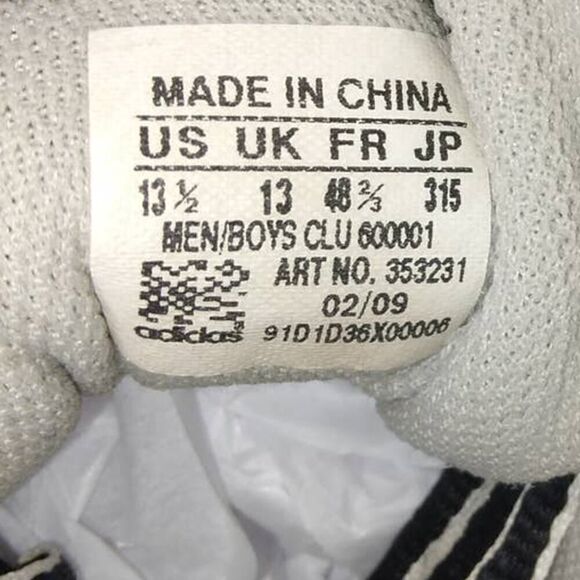 MADE IN CHINA
US UK FR JP
13 ½ 13 48 ⅔ 315
MEN/BOYS CLU 600001
ART NO. 353231
02/09
adidas 91D1D36X00006